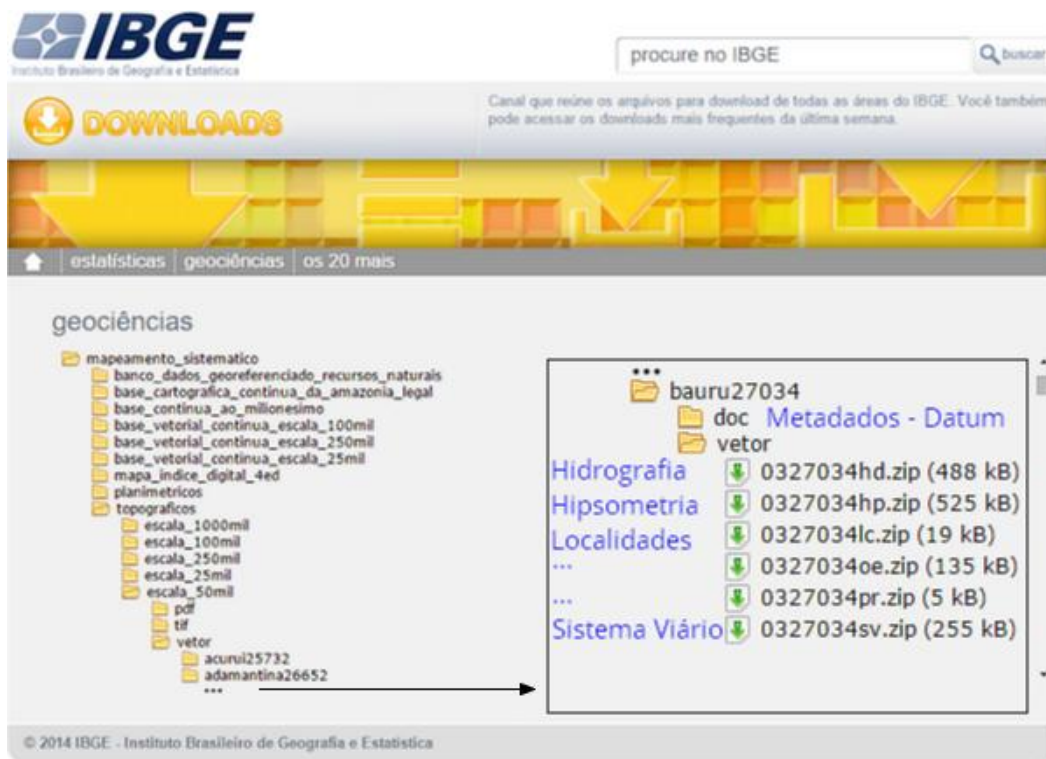 IBGE
Instituto Brasileiro de Geografia e Estatística
procure no IBGE
buscar
DOWNLOADS
Canal que reúne os arquivos para download de todas as áreas do IBGE. Você também
pode acessar os downloads mais frequentes da última semana.
estatísticas geociências os 20 mais
geociências
mapeamento_sistematico
banco_dados_georeferenciado_recursos_naturais
base_cartografica_continua_da_amazonia_legal
base_continua_ao_milionesimo
base_vetorial_continua_escala_100mil
base_vetorial_continua_escala_250mil
base_vetorial_continua_escala_25mil
mapa_indice_digital_4ed
planimetricos
topograficos
escala_1000mil
escala_100mil
escala_250mil
escala_25mil
escala_50mil
pdf
tif
vetor
acurui25732
adamantina26652
...
...
bauru27034
doc Metadados - Datum
vetor
Hidrografia 0327034hd.zip (488 kB)
Hipsometria 0327034hp.zip (525 kB)
Localidades 0327034lc.zip (19 kB)
... 0327034oe.zip (135 kB)
... 0327034pr.zip (5 kB)
Sistema Viário 0327034sv.zip (255 kB)
© 2014 IBGE - Instituto Brasileiro de Geografia e Estatística